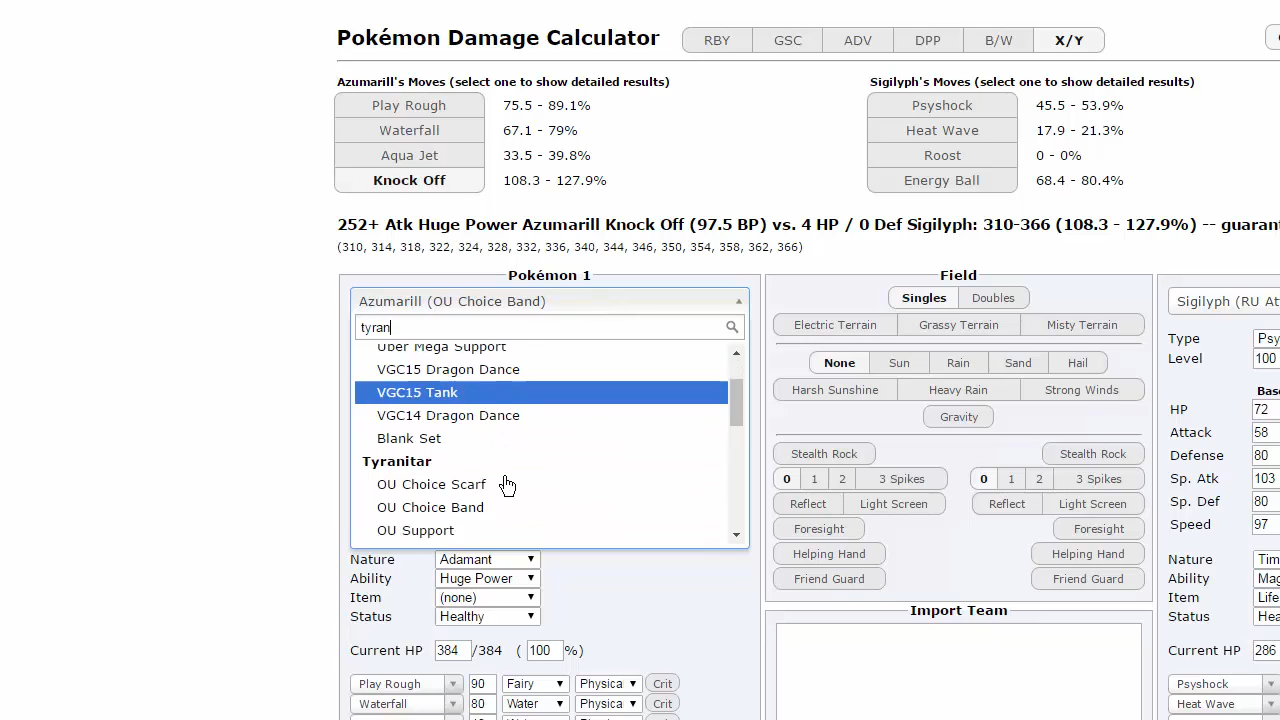 Pokémon Damage Calculator RBY GSC ADV DPP B/W X/Y
Azumarill's Moves (select one to show detailed results)
Play Rough 75.5 - 89.1%
Waterfall 67.1 - 79%
Aqua Jet 33.5 - 39.8%
Knock Off 108.3 - 127.9%
Sigilyph's Moves (select one to show detailed results)
Psyshock 45.5 - 53.9%
Heat Wave 17.9 - 21.3%
Roost 0 - 0%
Energy Ball 68.4 - 80.4%
252+ Atk Huge Power Azumarill Knock Off (97.5 BP) vs. 4 HP / 0 Def Sigilyph: 310-366 (108.3 - 127.9%) -- guarant
(310, 314, 318, 322, 324, 328, 332, 336, 340, 344, 346, 350, 354, 358, 362, 366)
Pokémon 1
Azumarill (OU Choice Band)
tyran
Uber Mega Support
VGC15 Dragon Dance
VGC15 Tank
VGC14 Dragon Dance
Blank Set
Tyranitar
OU Choice Scarf
OU Choice Band
OU Support
Nature Adamant
Ability Huge Power
Item (none)
Status Healthy
Current HP 384 /384 ( 100 %)
Play Rough 90 Fairy Physica Crit
Waterfall 80 Water Physica Crit
Field
Singles Doubles
Electric Terrain Grassy Terrain Misty Terrain
None Sun Rain Sand Hail
Harsh Sunshine Heavy Rain Strong Winds
Gravity
Stealth Rock Stealth Rock
0 1 2 3 Spikes 0 1 2 3 Spikes
Reflect Light Screen Reflect Light Screen
Foresight Foresight
Helping Hand Helping Hand
Friend Guard Friend Guard
Import Team
Sigilyph (RU An
Type Psy
Level 100
Base
HP 72
Attack 58
Defense 80
Sp. Atk 103
Sp. Def 80
Speed 97
Nature Tim
Ability Mag
Item Life
Status Hea
Current HP 286
Psyshock
Heat Wave